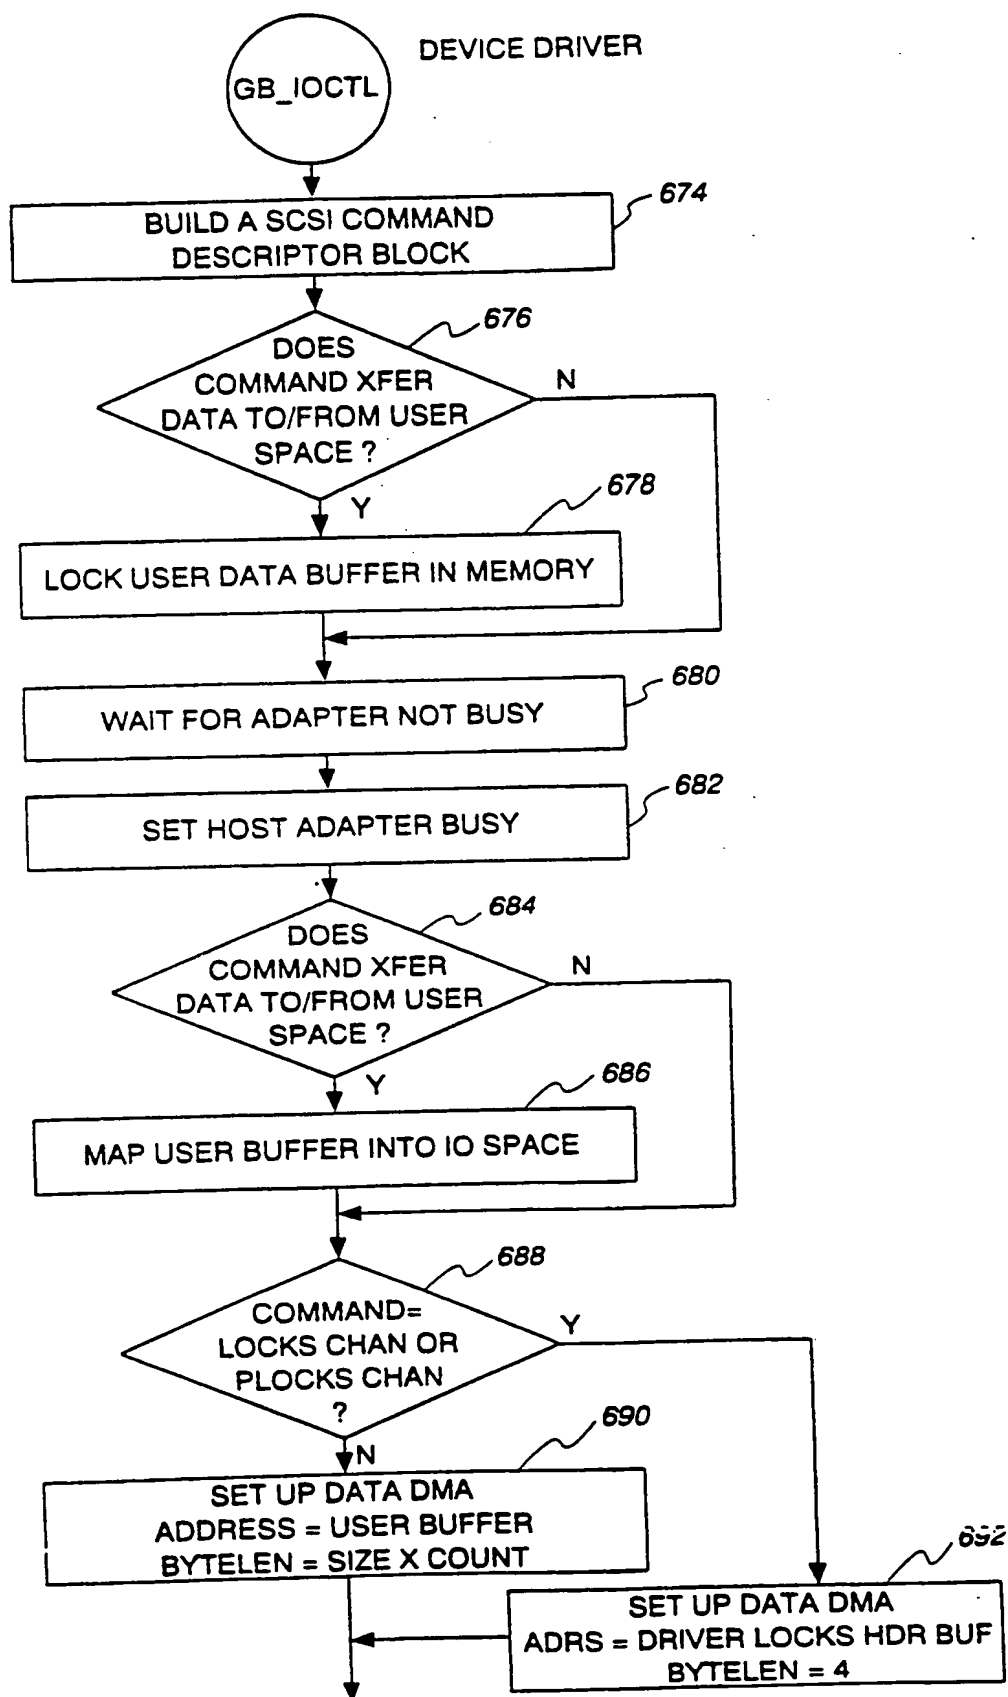 DEVICE DRIVER
GB_IOCTL
674
BUILD A SCSI COMMAND
DESCRIPTOR BLOCK
676
DOES
COMMAND XFER
DATA TO/FROM USER
SPACE ?
N
Y
678
LOCK USER DATA BUFFER IN MEMORY
680
WAIT FOR ADAPTER NOT BUSY
682
SET HOST ADAPTER BUSY
684
DOES
COMMAND XFER
DATA TO/FROM USER
SPACE ?
N
Y
686
MAP USER BUFFER INTO IO SPACE
688
COMMAND=
LOCKS CHAN OR
PLOCKS CHAN
?
Y
N
690
SET UP DATA DMA
ADDRESS = USER BUFFER
BYTELEN = SIZE X COUNT
692
SET UP DATA DMA
ADRS = DRIVER LOCKS HDR BUF
BYTELEN = 4